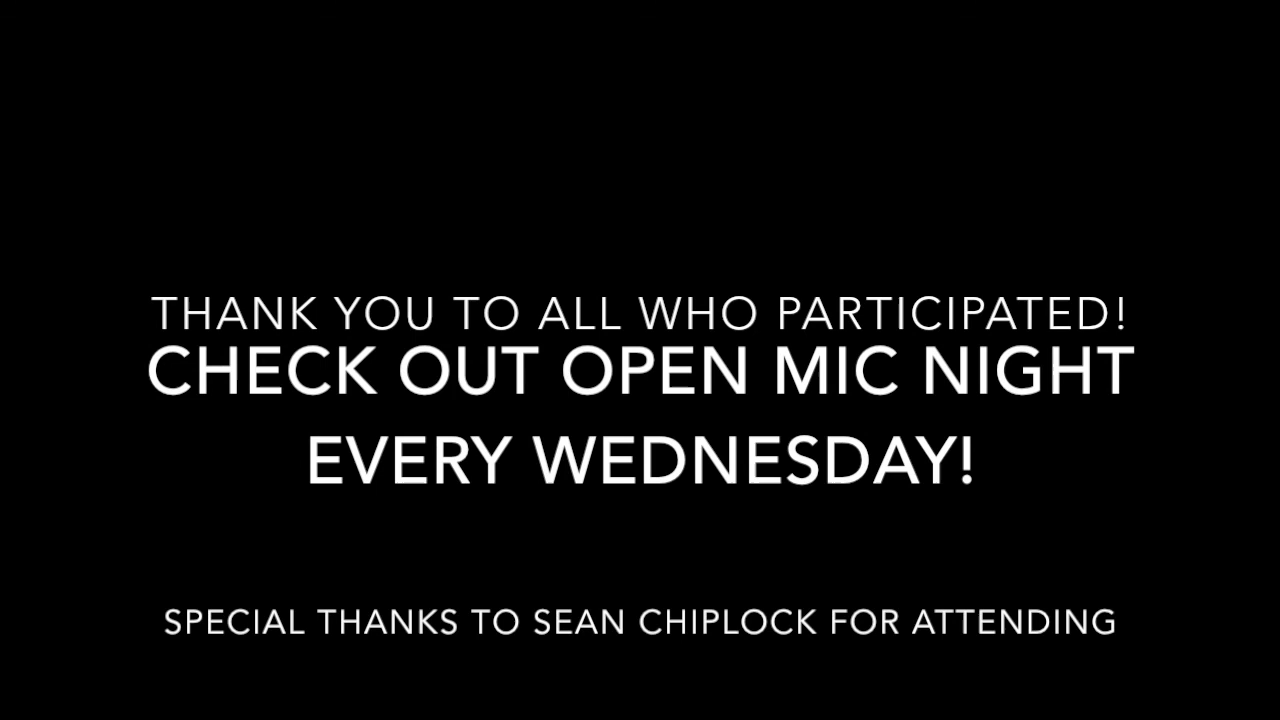 THANK YOU TO ALL WHO PARTICIPATED!
CHECK OUT OPEN MIC NIGHT
EVERY WEDNESDAY!
SPECIAL THANKS TO SEAN CHIPLOCK FOR ATTENDING